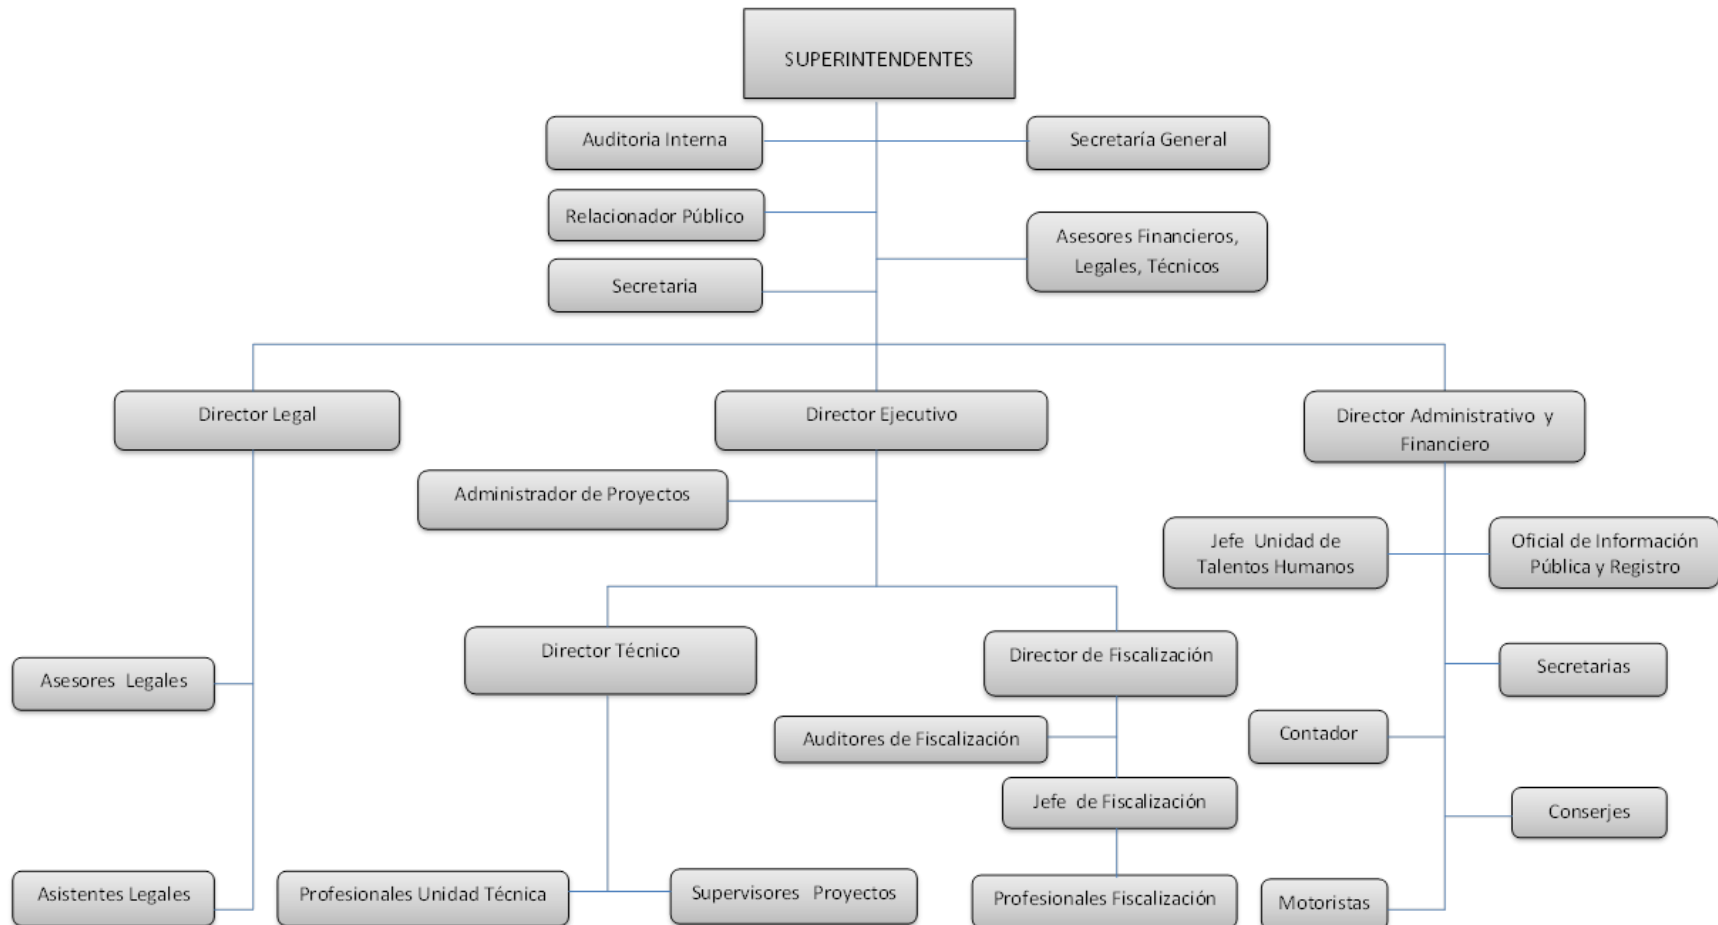 SUPERINTENDENTES
Auditoria Interna
Secretaría General
Relacionador Público
Asesores Financieros,
Legales, Técnicos
Secretaria
Director Legal
Director Ejecutivo
Director Administrativo y
Financiero
Administrador de Proyectos
Jefe Unidad de
Talentos Humanos
Oficial de Información
Pública y Registro
Director Técnico
Director de Fiscalización
Asesores Legales
Secretarias
Auditores de Fiscalización
Contador
Jefe de Fiscalización
Conserjes
Asistentes Legales
Profesionales Unidad Técnica
Supervisores Proyectos
Profesionales Fiscalización
Motoristas